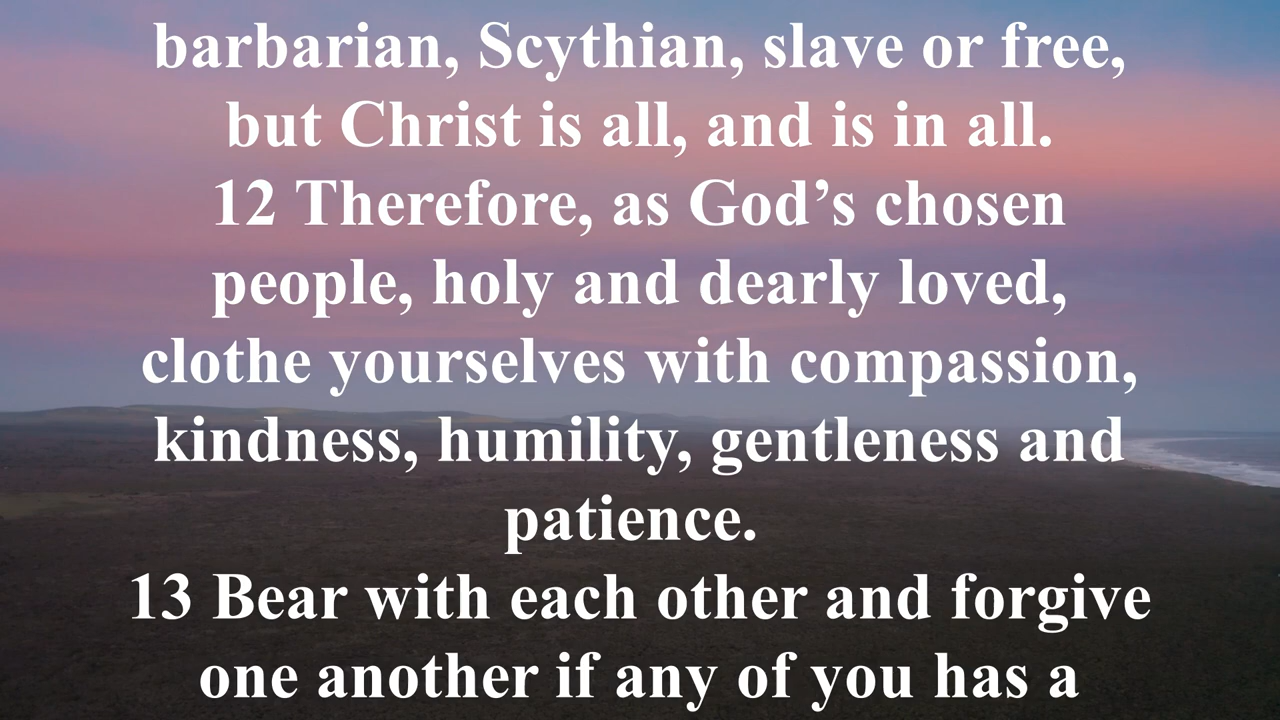 barbarian, Scythian, slave or free,
but Christ is all, and is in all.
12 Therefore, as God’s chosen
people, holy and dearly loved,
clothe yourselves with compassion,
kindness, humility, gentleness and
patience.
13 Bear with each other and forgive
one another if any of you has a